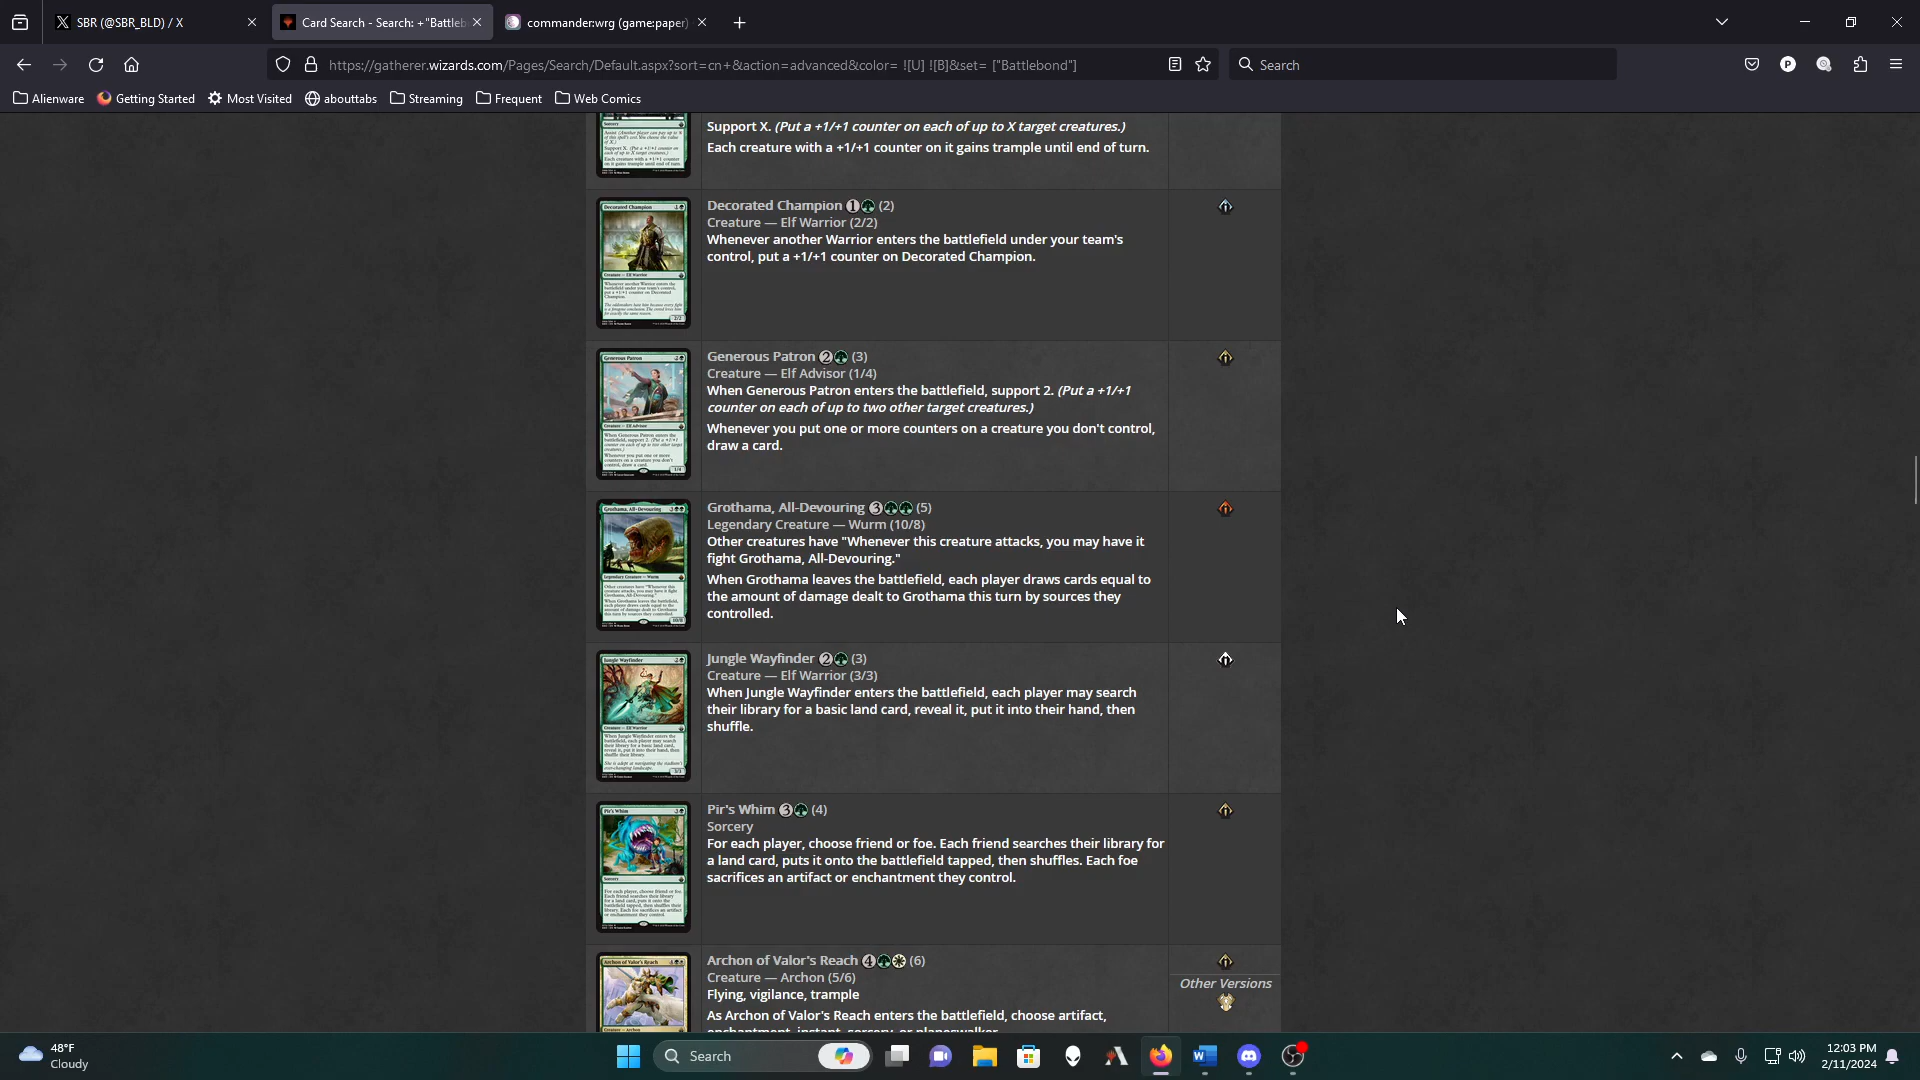 SBR (@SBR_BLD) / X
Card Search - Search: +"Battleb
commander:wrg (game:paper)
https://gatherer.wizards.com/Pages/Search/Default.aspx?sort=cn+&action=advanced&color= ![U] ![B]&set= ["Battlebond"]
Search
Alienware
Getting Started
Most Visited
abouttabs
Streaming
Frequent
Web Comics
Support X. (Put a +1/+1 counter on each of up to X target creatures.)
Each creature with a +1/+1 counter on it gains trample until end of turn.
Decorated Champion 1 (2)
Creature — Elf Warrior (2/2)
Whenever another Warrior enters the battlefield under your team's
control, put a +1/+1 counter on Decorated Champion.
Generous Patron 2 (3)
Creature — Elf Advisor (1/4)
When Generous Patron enters the battlefield, support 2. (Put a +1/+1
counter on each of up to two other target creatures.)
Whenever you put one or more counters on a creature you don't control,
draw a card.
Grothama, All-Devouring 3 (5)
Legendary Creature — Wurm (10/8)
Other creatures have "Whenever this creature attacks, you may have it
fight Grothama, All-Devouring."
When Grothama leaves the battlefield, each player draws cards equal to
the amount of damage dealt to Grothama this turn by sources they
controlled.
Jungle Wayfinder 2 (3)
Creature — Elf Warrior (3/3)
When Jungle Wayfinder enters the battlefield, each player may search
their library for a basic land card, reveal it, put it into their hand, then
shuffle.
Pir's Whim 3 (4)
Sorcery
For each player, choose friend or foe. Each friend searches their library for
a land card, puts it onto the battlefield tapped, then shuffles. Each foe
sacrifices an artifact or enchantment they control.
Archon of Valor's Reach 4 (6)
Creature — Archon (5/6)
Flying, vigilance, trample
As Archon of Valor's Reach enters the battlefield, choose artifact,
enchantment, instant, sorcery, or planeswalker.
Other Versions
48°F
Cloudy
Search
12:03 PM
2/11/2024